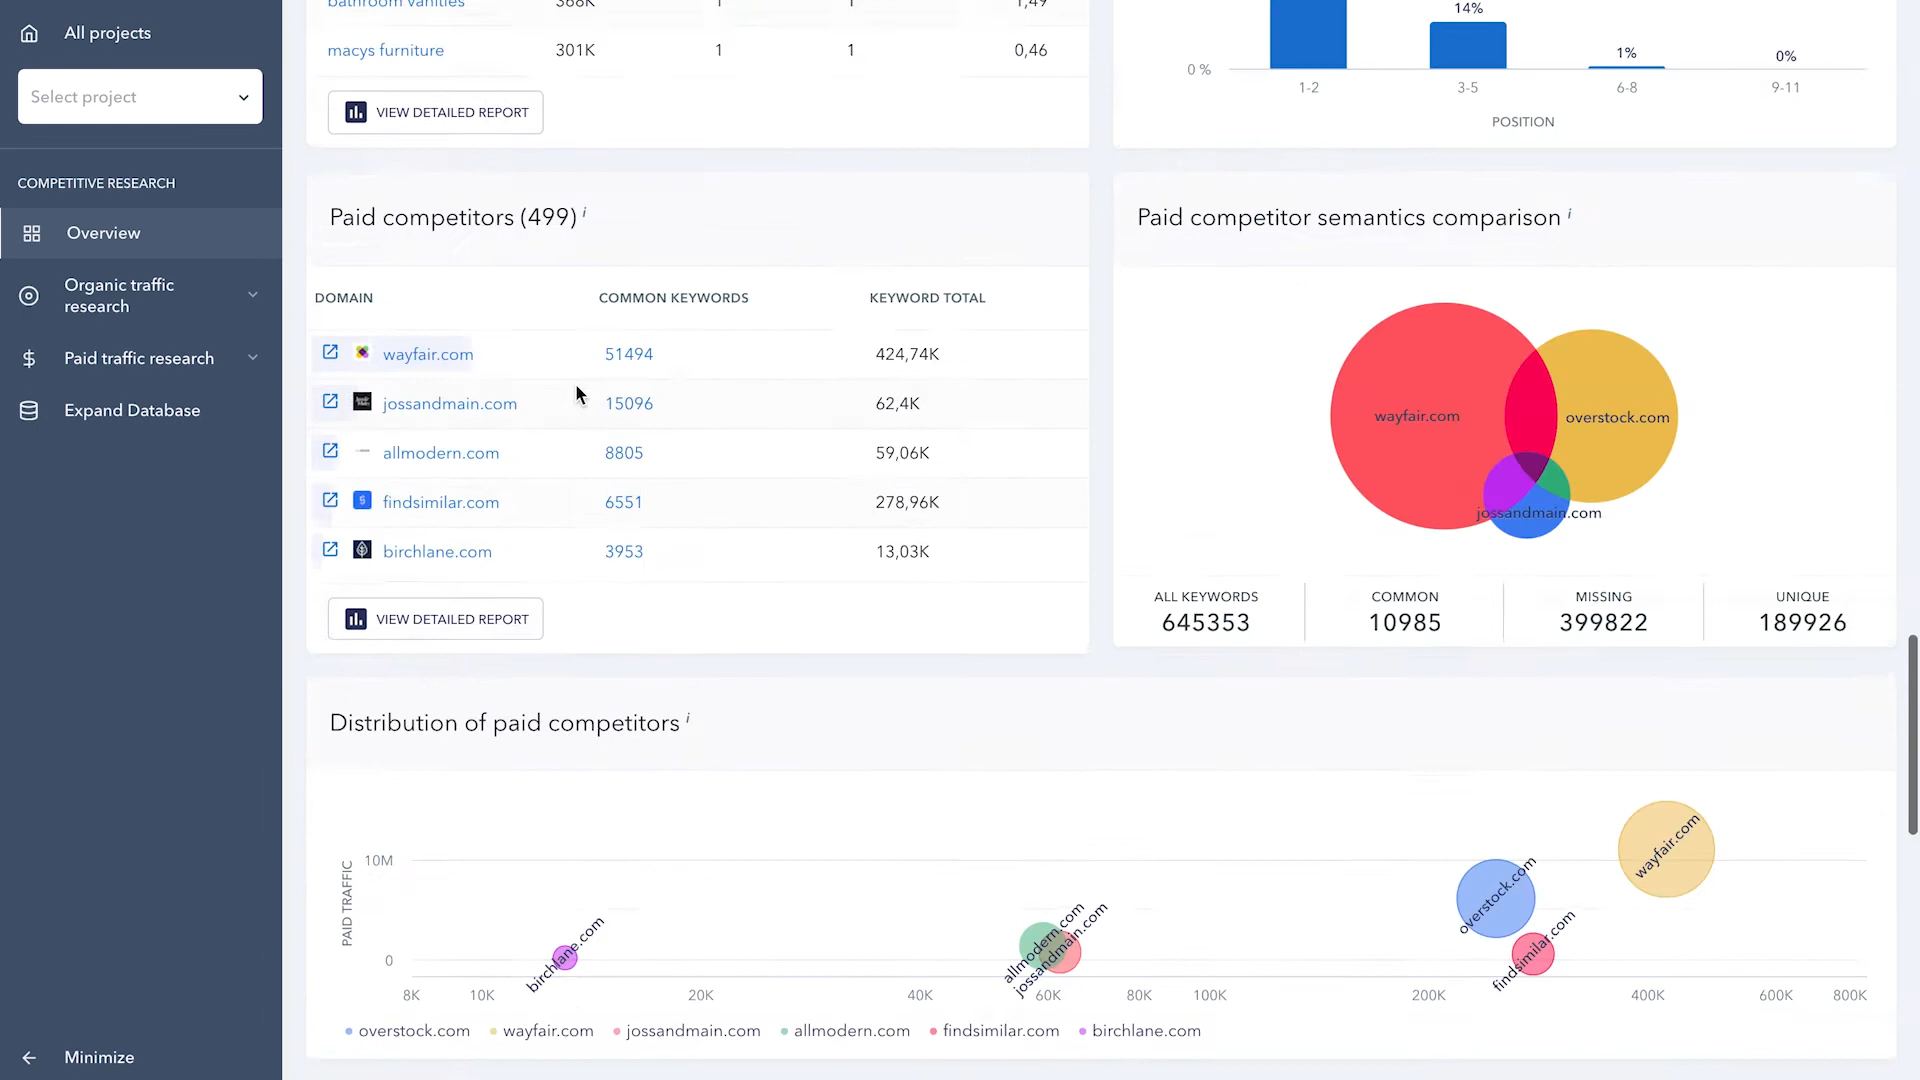 All projects
Select project
COMPETITIVE RESEARCH
Overview
Organic traffic
research
Paid traffic research
Expand Database
Minimize
bathroom vanities 368K 1 1 1,49
macys furniture 301K 1 1 0,46
VIEW DETAILED REPORT
14%
1%
0%
0 %
1-2 3-5 6-8 9-11
POSITION
Paid competitors (499) i
DOMAIN COMMON KEYWORDS KEYWORD TOTAL
wayfair.com 51494 424,74K
jossandmain.com 15096 62,4K
allmodern.com 8805 59,06K
findsimilar.com 6551 278,96K
birchlane.com 3953 13,03K
VIEW DETAILED REPORT
Paid competitor semantics comparison i
wayfair.com
overstock.com
jossandmain.com
ALL KEYWORDS COMMON MISSING UNIQUE
645353 10985 399822 189926
Distribution of paid competitors i
PAID TRAFFIC
10M
0
birchlane.com
allmodern.com
jossandmain.com
overstock.com
findsimilar.com
wayfair.com
8K 10K 20K 40K 60K 80K 100K 200K 400K 600K 800K
overstock.com wayfair.com jossandmain.com allmodern.com findsimilar.com birchlane.com